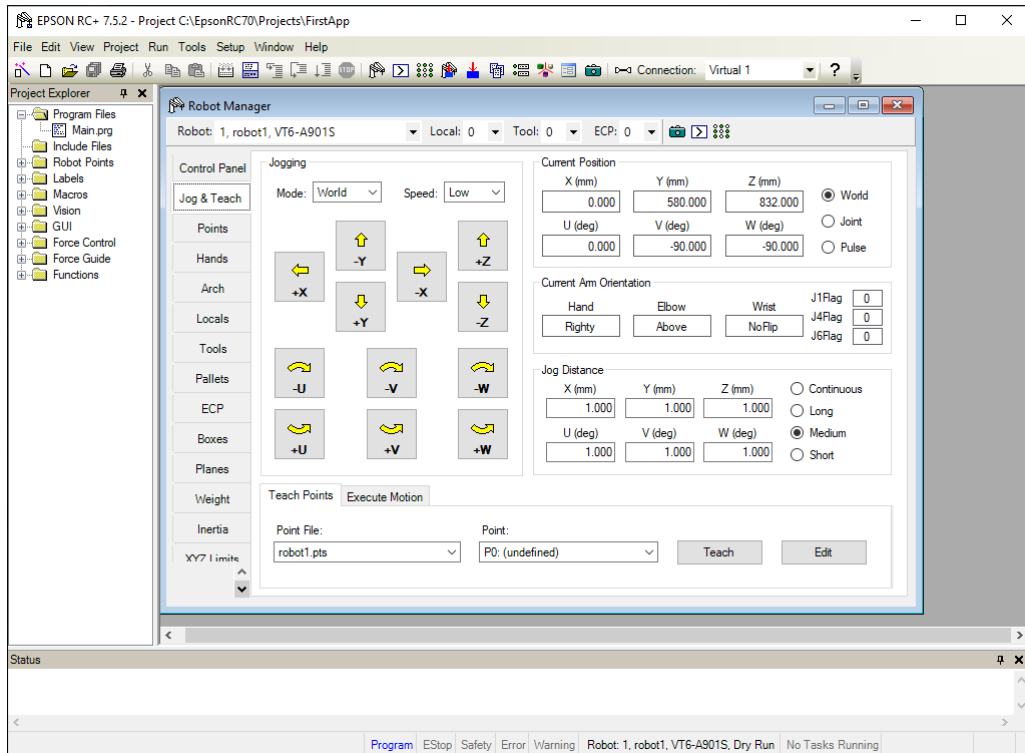 EPSON RC+ 7.5.2 - Project C:\EpsonRC70\Projects\FirstApp
File Edit View Project Run Tools Setup Window Help
Connection: Virtual 1
Project Explorer
Program Files
Main.prg
Include Files
Robot Points
Labels
Macros
Vision
GUI
Force Control
Force Guide
Functions
Robot Manager
Robot: 1, robot1, VT6-A901S Local: 0 Tool: 0 ECP: 0
Control Panel
Jog & Teach
Points
Hands
Arch
Locals
Tools
Pallets
ECP
Boxes
Planes
Weight
Inertia
XYZ Limits
Jogging
Mode: World Speed: Low
-Y +Z
+X -X
+Y -Z
-U -V -W
+U +V +W
Current Position
X (mm) Y (mm) Z (mm)
0.000 580.000 832.000
U (deg) V (deg) W (deg)
0.000 -90.000 -90.000
World
Joint
Pulse
Current Arm Orientation
Hand Elbow Wrist
Righty Above NoFlip
J1Flag 0
J4Flag 0
J6Flag 0
Jog Distance
X (mm) Y (mm) Z (mm)
1.000 1.000 1.000
U (deg) V (deg) W (deg)
1.000 1.000 1.000
Continuous
Long
Medium
Short
Teach Points Execute Motion
Point File: Point:
robot1.pts P0: (undefined) Teach Edit
Status
Program EStop Safety Error Warning Robot: 1, robot1, VT6-A901S, Dry Run No Tasks Running